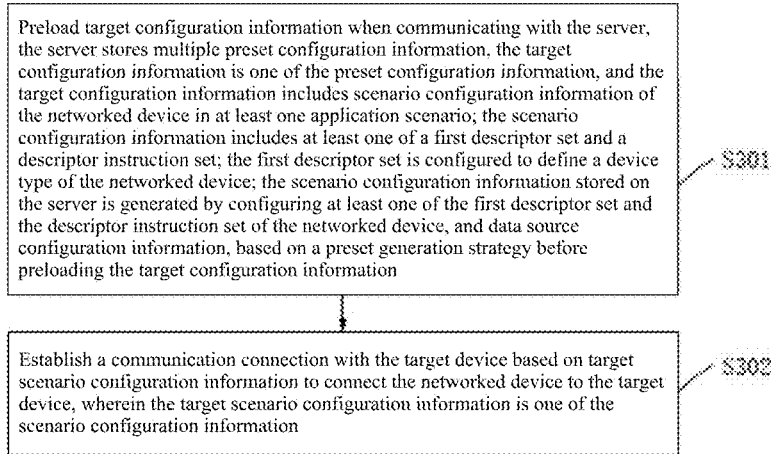 Preload target configuration information when communicating with the server,
the server stores multiple preset configuration information, the target
configuration information is one of the preset configuration information, and the
target configuration information includes scenario configuration information of
the networked device in at least one application scenario; the scenario
configuration information includes at least one of a first descriptor set and a
descriptor instruction set; the first descriptor set is configured to define a device
type of the networked device; the scenario configuration information stored on
the server is generated by configuring at least one of the first descriptor set and
the descriptor instruction set of the networked device, and data source
configuration information, based on a preset generation strategy before
preloading the target configuration information
S301
Establish a communication connection with the target device based on target
scenario configuration information to connect the networked device to the target
device, wherein the target scenario configuration information is one of the
scenario configuration information
S302